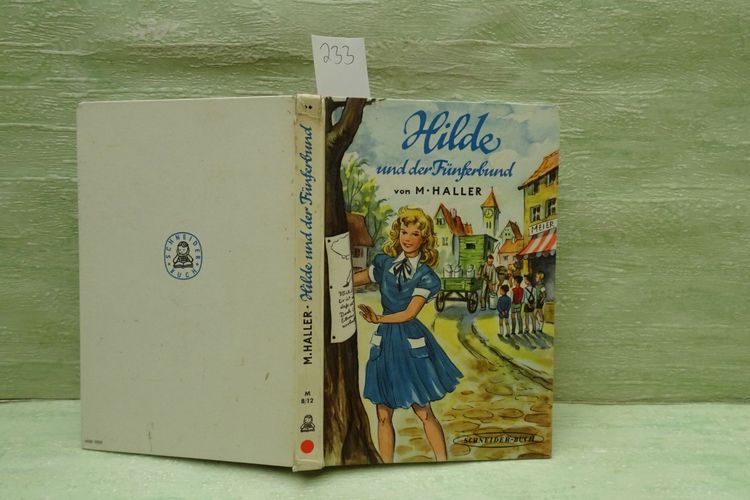 233
Hilde
und der Fünferbund
von M·HALLER
MEIER
SCHNEIDER-BUCH
M. HALLER · Hilde und der Fünferbund
M
8/12
SCHNEIDER
BUCH